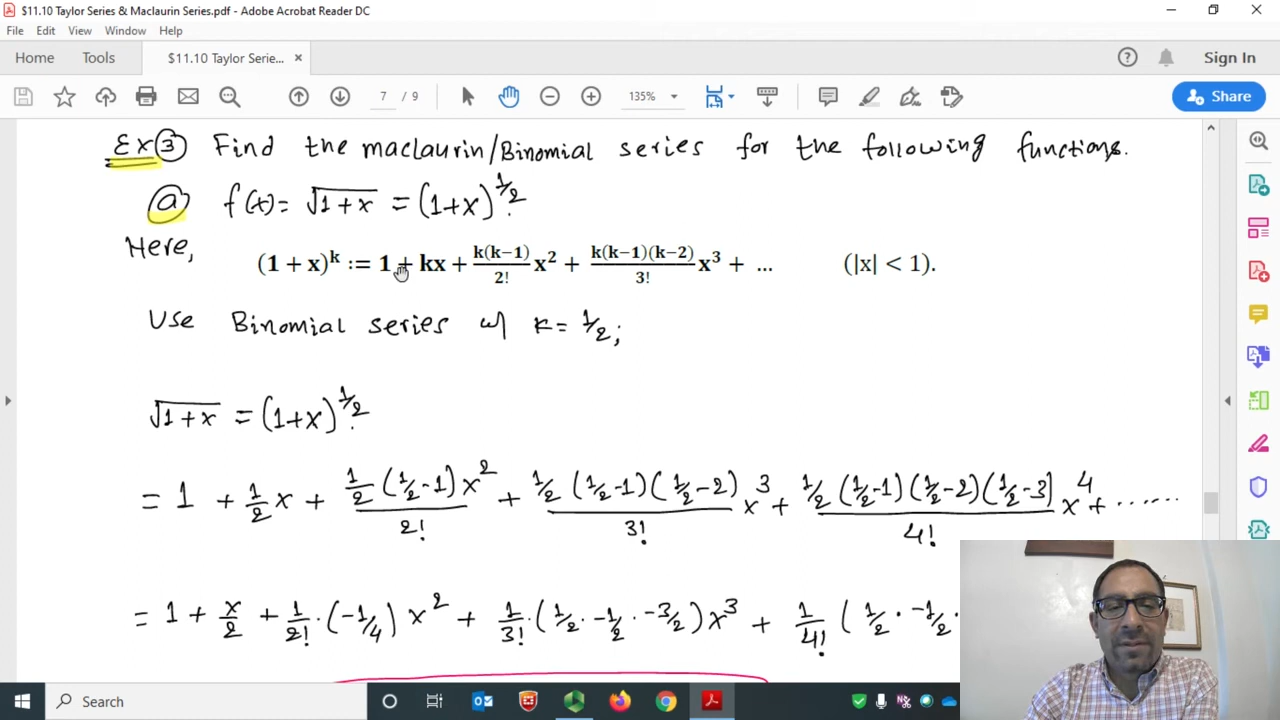 $11.10 Taylor Series & Maclaurin Series.pdf - Adobe Acrobat Reader DC
File Edit View Window Help
Home Tools $11.10 Taylor Serie... × Sign In
7 / 9 135% Share
Ex③ Find the maclaurin/Binomial series for the following functions.
ⓐ f(x) = √(1+x) = (1+x)^½.
Here,
(1 + x)^k := 1 + kx + k(k−1)/2! x² + k(k−1)(k−2)/3! x³ + ... (|x| < 1).
Use Binomial series w/ k = ½;
√(1+x) = (1+x)^½.
= 1 + ½x + ½(½-1)x²/2! + ½(½-1)(½-2)/3! x³ + ½(½-1)(½-2)(½-3)/4! x⁴ + ......
= 1 + x/2 + 1/2! · (-¼) x² + 1/3! · (½ · -½ · -3/2) x³ + 1/4! (½ · -½ ·
Search